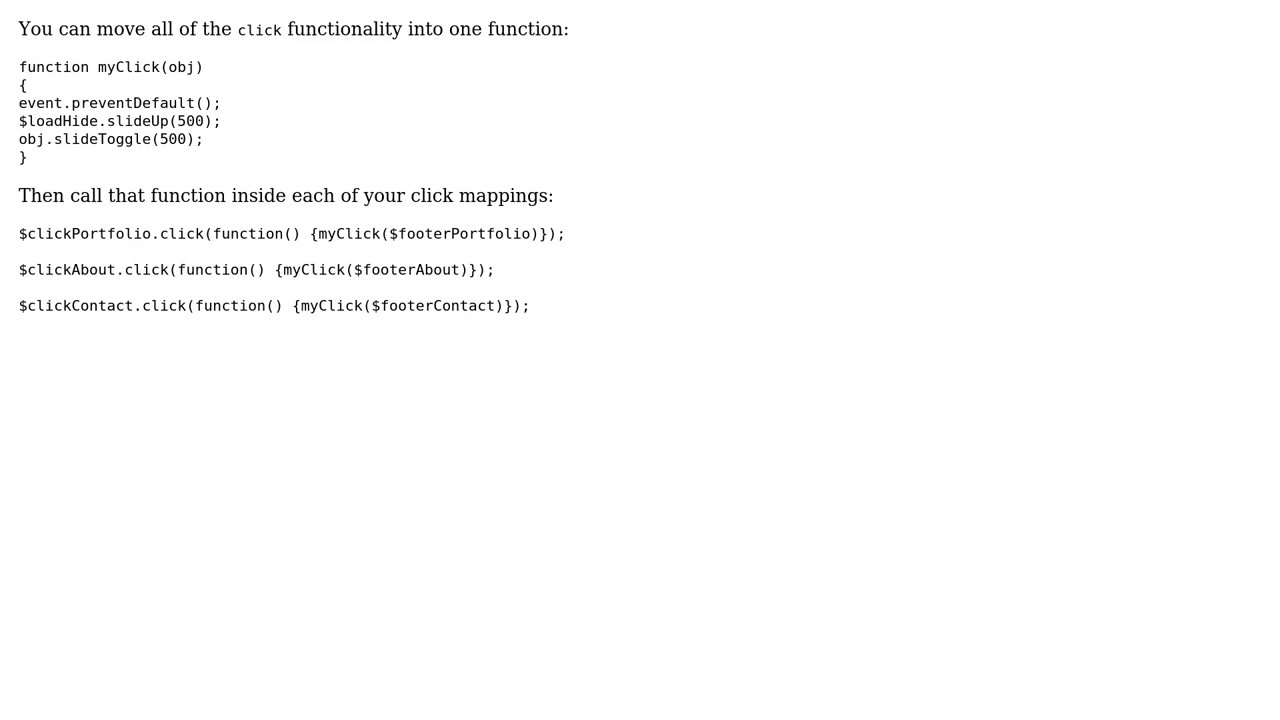 You can move all of the click functionality into one function:
function myClick(obj)
{
event.preventDefault();
$loadHide.slideUp(500);
obj.slideToggle(500);
}
Then call that function inside each of your click mappings:
$clickPortfolio.click(function() {myClick($footerPortfolio)});
$clickAbout.click(function() {myClick($footerAbout)});
$clickContact.click(function() {myClick($footerContact)});